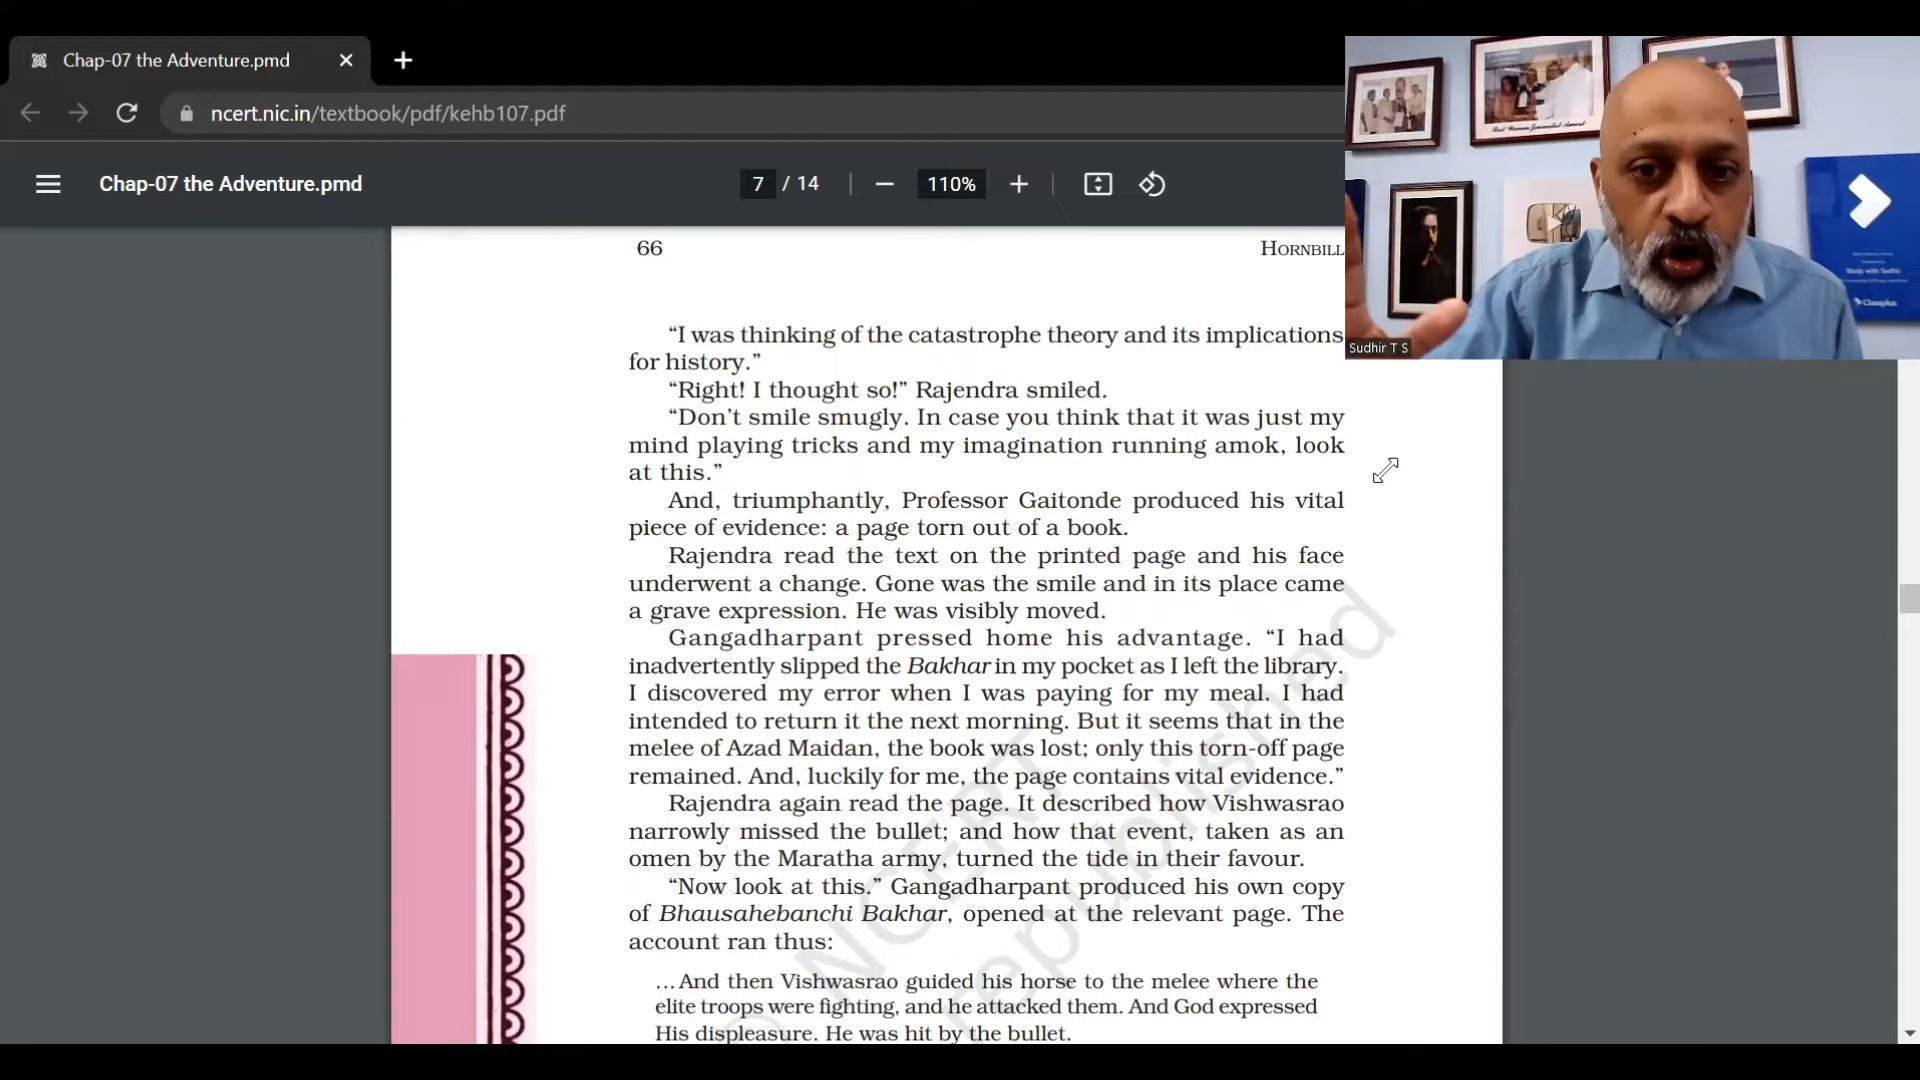 Chap-07 the Adventure.pmd
ncert.nic.in/textbook/pdf/kehb107.pdf
Chap-07 the Adventure.pmd
7 / 14
110%
Best Woman Journalist Award
Study with Sudhir
Classplus
Sudhir T S
66
HORNBILL
“I was thinking of the catastrophe theory and its implications
for history.”
“Right! I thought so!” Rajendra smiled.
“Don’t smile smugly. In case you think that it was just my
mind playing tricks and my imagination running amok, look
at this.”
And, triumphantly, Professor Gaitonde produced his vital
piece of evidence: a page torn out of a book.
Rajendra read the text on the printed page and his face
underwent a change. Gone was the smile and in its place came
a grave expression. He was visibly moved.
Gangadharpant pressed home his advantage. “I had
inadvertently slipped the Bakhar in my pocket as I left the library.
I discovered my error when I was paying for my meal. I had
intended to return it the next morning. But it seems that in the
melee of Azad Maidan, the book was lost; only this torn-off page
remained. And, luckily for me, the page contains vital evidence.”
Rajendra again read the page. It described how Vishwasrao
narrowly missed the bullet; and how that event, taken as an
omen by the Maratha army, turned the tide in their favour.
“Now look at this.” Gangadharpant produced his own copy
of Bhausahebanchi Bakhar, opened at the relevant page. The
account ran thus:
...And then Vishwasrao guided his horse to the melee where the
elite troops were fighting, and he attacked them. And God expressed
His displeasure. He was hit by the bullet.
© NCERT
republished